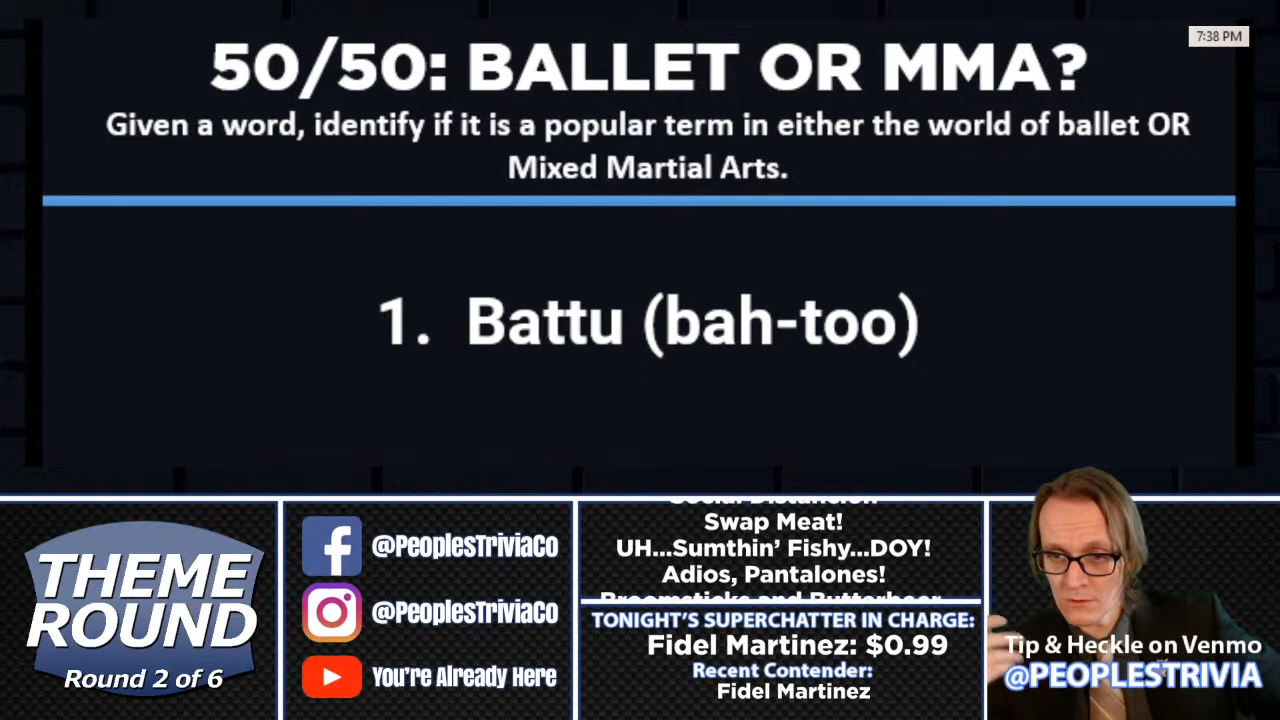 7:38 PM
50/50: BALLET OR MMA?
Given a word, identify if it is a popular term in either the world of ballet OR
Mixed Martial Arts.
1. Battu (bah-too)
THEME
ROUND
Round 2 of 6
@PeoplesTriviaCo
@PeoplesTriviaCo
You're Already Here
Swap Meat!
UH...Sumthin' Fishy...DOY!
Adios, Pantalones!
Broomsticks and Butterbeer
TONIGHT'S SUPERCHATTER IN CHARGE:
Fidel Martinez: $0.99
Recent Contender:
Fidel Martinez
Tip & Heckle on Venmo
@PEOPLESTRIVIA